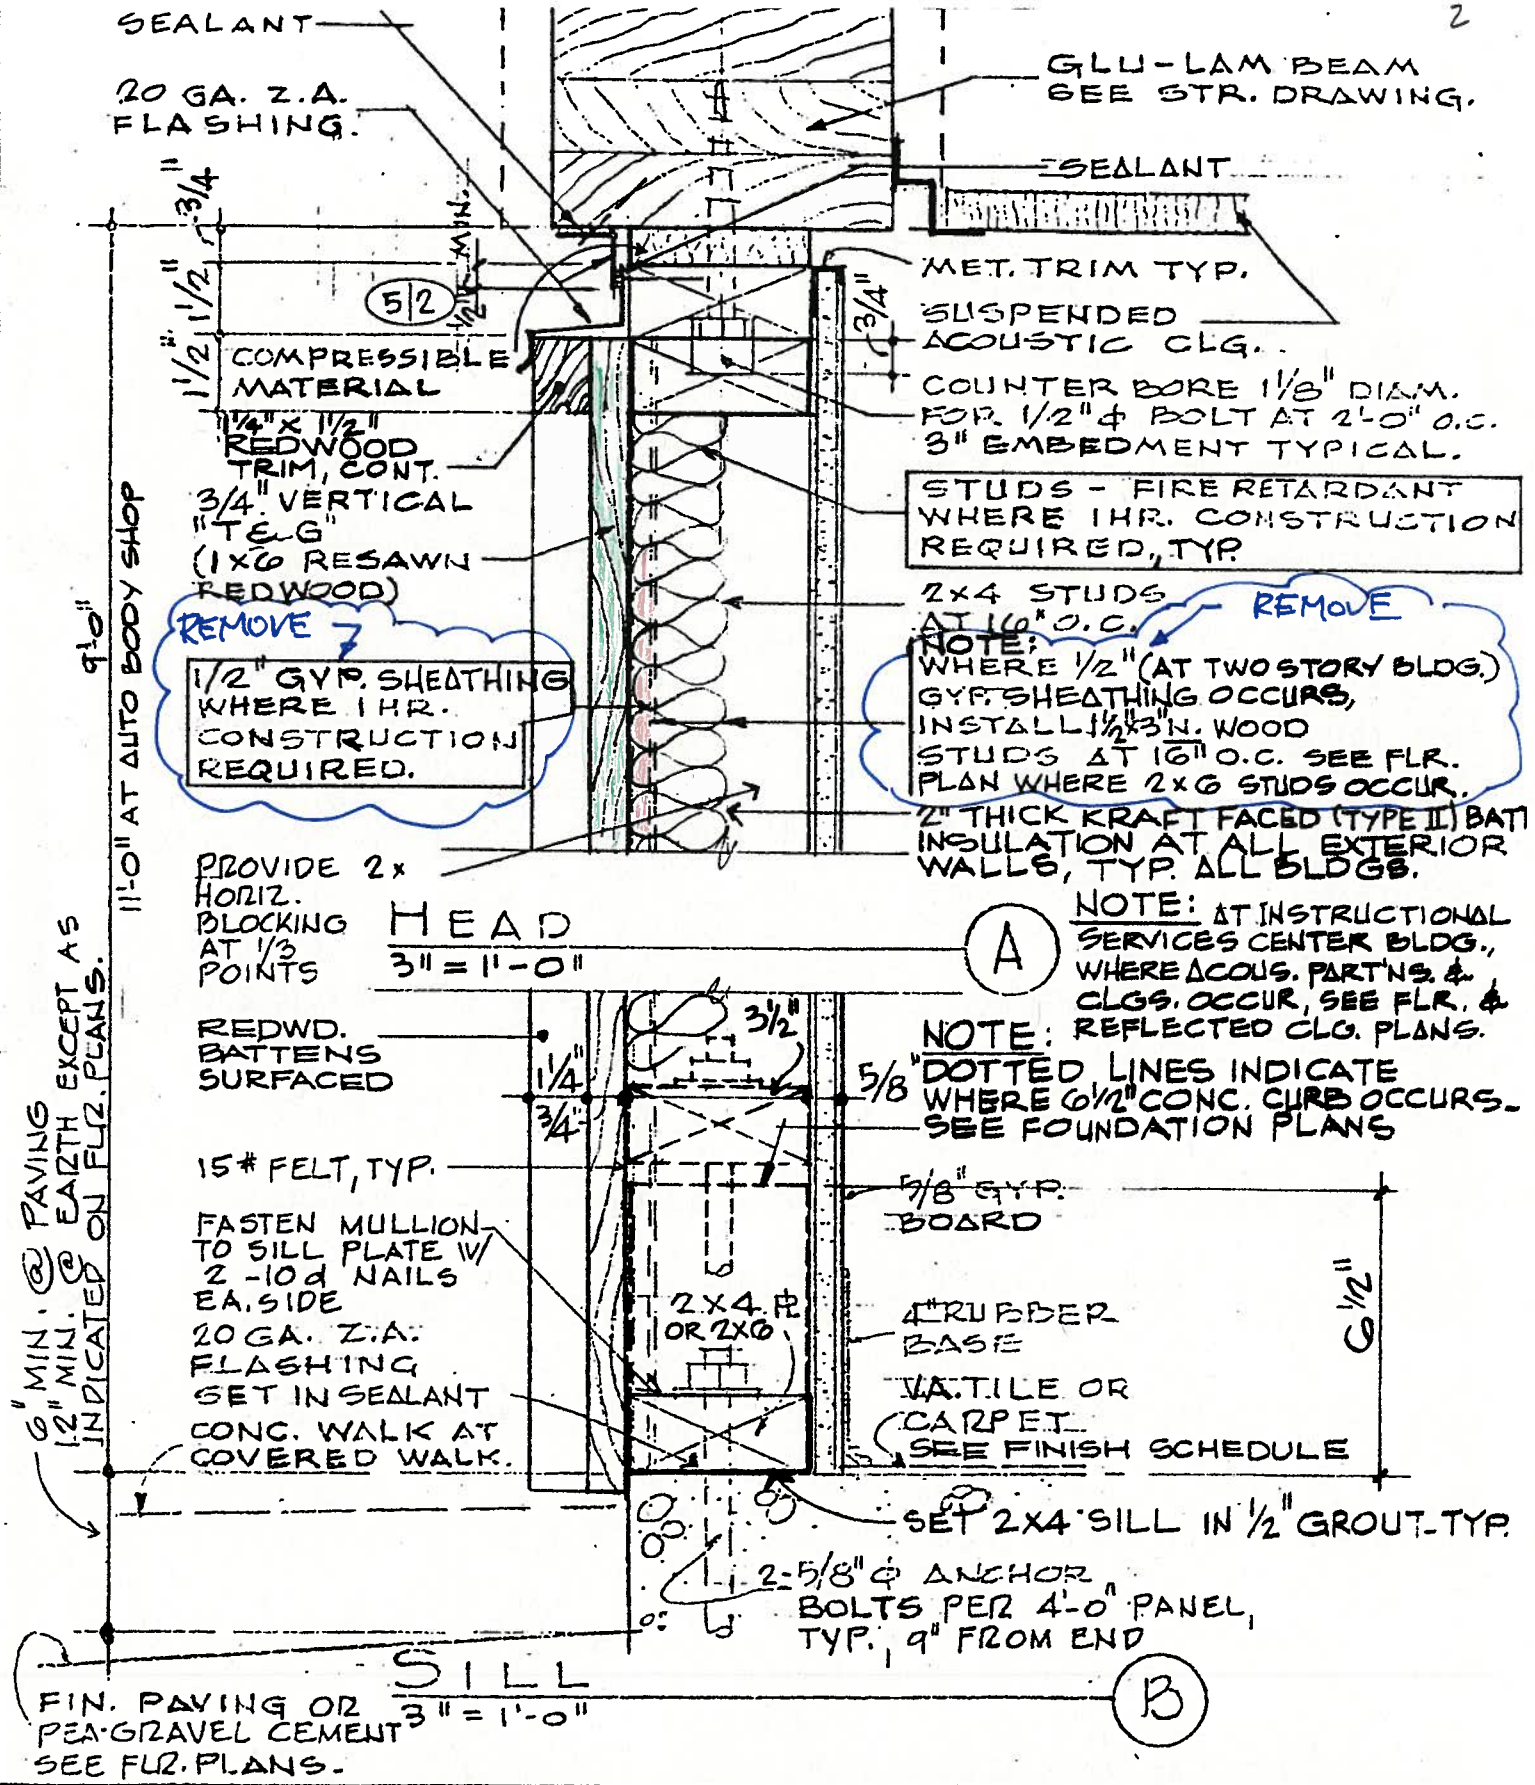 2
SEALANT
20 GA. Z.A.
FLASHING.
GLU-LAM BEAM
SEE STR. DRAWING.
SEALANT
3/4"
1 1/2"
1 1/2"
1/2" MIN.
5|2
COMPRESSIBLE
MATERIAL
1 1/4" X 1 1/2"
REDWOOD
TRIM, CONT.
3/4" VERTICAL
"T & G"
(1X6 RESAWN
REDWOOD)
REMOVE
1/2" GYP. SHEATHING
WHERE 1 HR.
CONSTRUCTION
REQUIRED.
9'-0"
11'-0" AT AUTO BODY SHOP
MET. TRIM TYP.
3/4"
SUSPENDED
ACOUSTIC CLG.
COUNTER BORE 1 1/8" DIAM.
FOR 1/2" ϕ BOLT AT 2'-0" O.C.
3" EMBEDMENT TYPICAL.
STUDS - FIRE RETARDANT
WHERE 1HR. CONSTRUCTION
REQUIRED, TYP.
2X4 STUDS
AT 16" O.C.
REMOVE
NOTE:
WHERE 1/2" (AT TWO STORY BLDG.)
GYP. SHEATHING OCCURS,
INSTALL 1 1/2"X3"N. WOOD
STUDS AT 16" O.C. SEE FLR.
PLAN WHERE 2X6 STUDS OCCUR.
2" THICK KRAFT FACED (TYPE II) BATT
INSULATION AT ALL EXTERIOR
WALLS, TYP. ALL BLDGS.
PROVIDE 2x
HORIZ.
BLOCKING
AT 1/3
POINTS
HEAD
3" = 1'-0"
A
NOTE: AT INSTRUCTIONAL
SERVICES CENTER BLDG.,
WHERE ACOUS. PART'NS. &
CLGS. OCCUR, SEE FLR. &
REFLECTED CLG. PLANS.
NOTE:
DOTTED LINES INDICATE
WHERE 6 1/2" CONC. CURB OCCURS-
SEE FOUNDATION PLANS
REDWD.
BATTENS
SURFACED
1 1/4"
3/4"
3 1/2"
5/8"
15# FELT, TYP.
FASTEN MULLION
TO SILL PLATE W/
2 -10d NAILS
EA. SIDE
20 GA. Z.A.
FLASHING
SET IN SEALANT
CONC. WALK AT
COVERED WALK.
2X4 PL
OR 2X6
5/8" GYP.
BOARD
4" RUBBER
BASE
V.A. TILE OR
CARPET
SEE FINISH SCHEDULE
6 1/2"
SET 2X4 SILL IN 1/2" GROUT-TYP.
2-5/8" ϕ ANCHOR
BOLTS PER 4'-0" PANEL,
TYP., 9" FROM END
6" MIN. @ PAVING
12" MIN. @ EARTH EXCEPT AS
INDICATED ON FLR. PLANS.
SILL
3" = 1'-0"
B
FIN. PAVING OR
PEA-GRAVEL CEMENT
SEE FLR. PLANS.